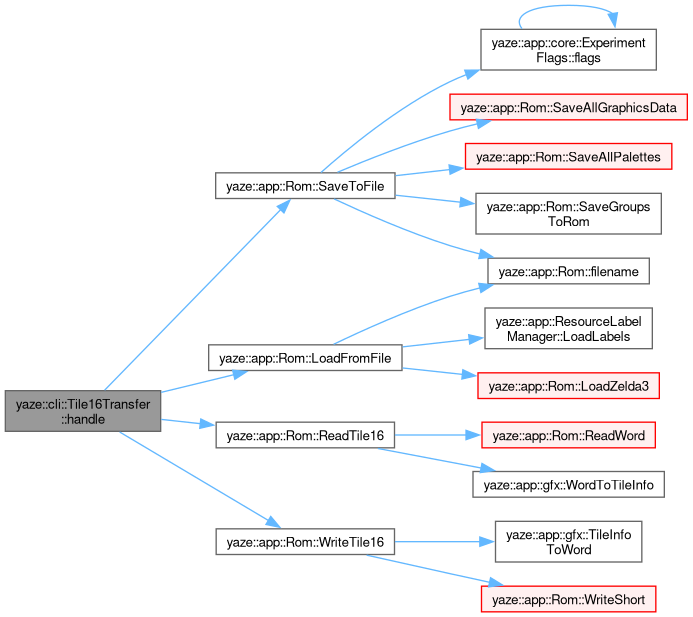 yaze::cli::Tile16Transfer
::handle
yaze::app::Rom::SaveToFile
yaze::app::core::Experiment
Flags::flags
yaze::app::Rom::SaveAllGraphicsData
yaze::app::Rom::SaveAllPalettes
yaze::app::Rom::SaveGroups
ToRom
yaze::app::Rom::filename
yaze::app::Rom::LoadFromFile
yaze::app::ResourceLabel
Manager::LoadLabels
yaze::app::Rom::LoadZelda3
yaze::app::Rom::ReadTile16
yaze::app::Rom::ReadWord
yaze::app::gfx::WordToTileInfo
yaze::app::Rom::WriteTile16
yaze::app::gfx::TileInfo
ToWord
yaze::app::Rom::WriteShort